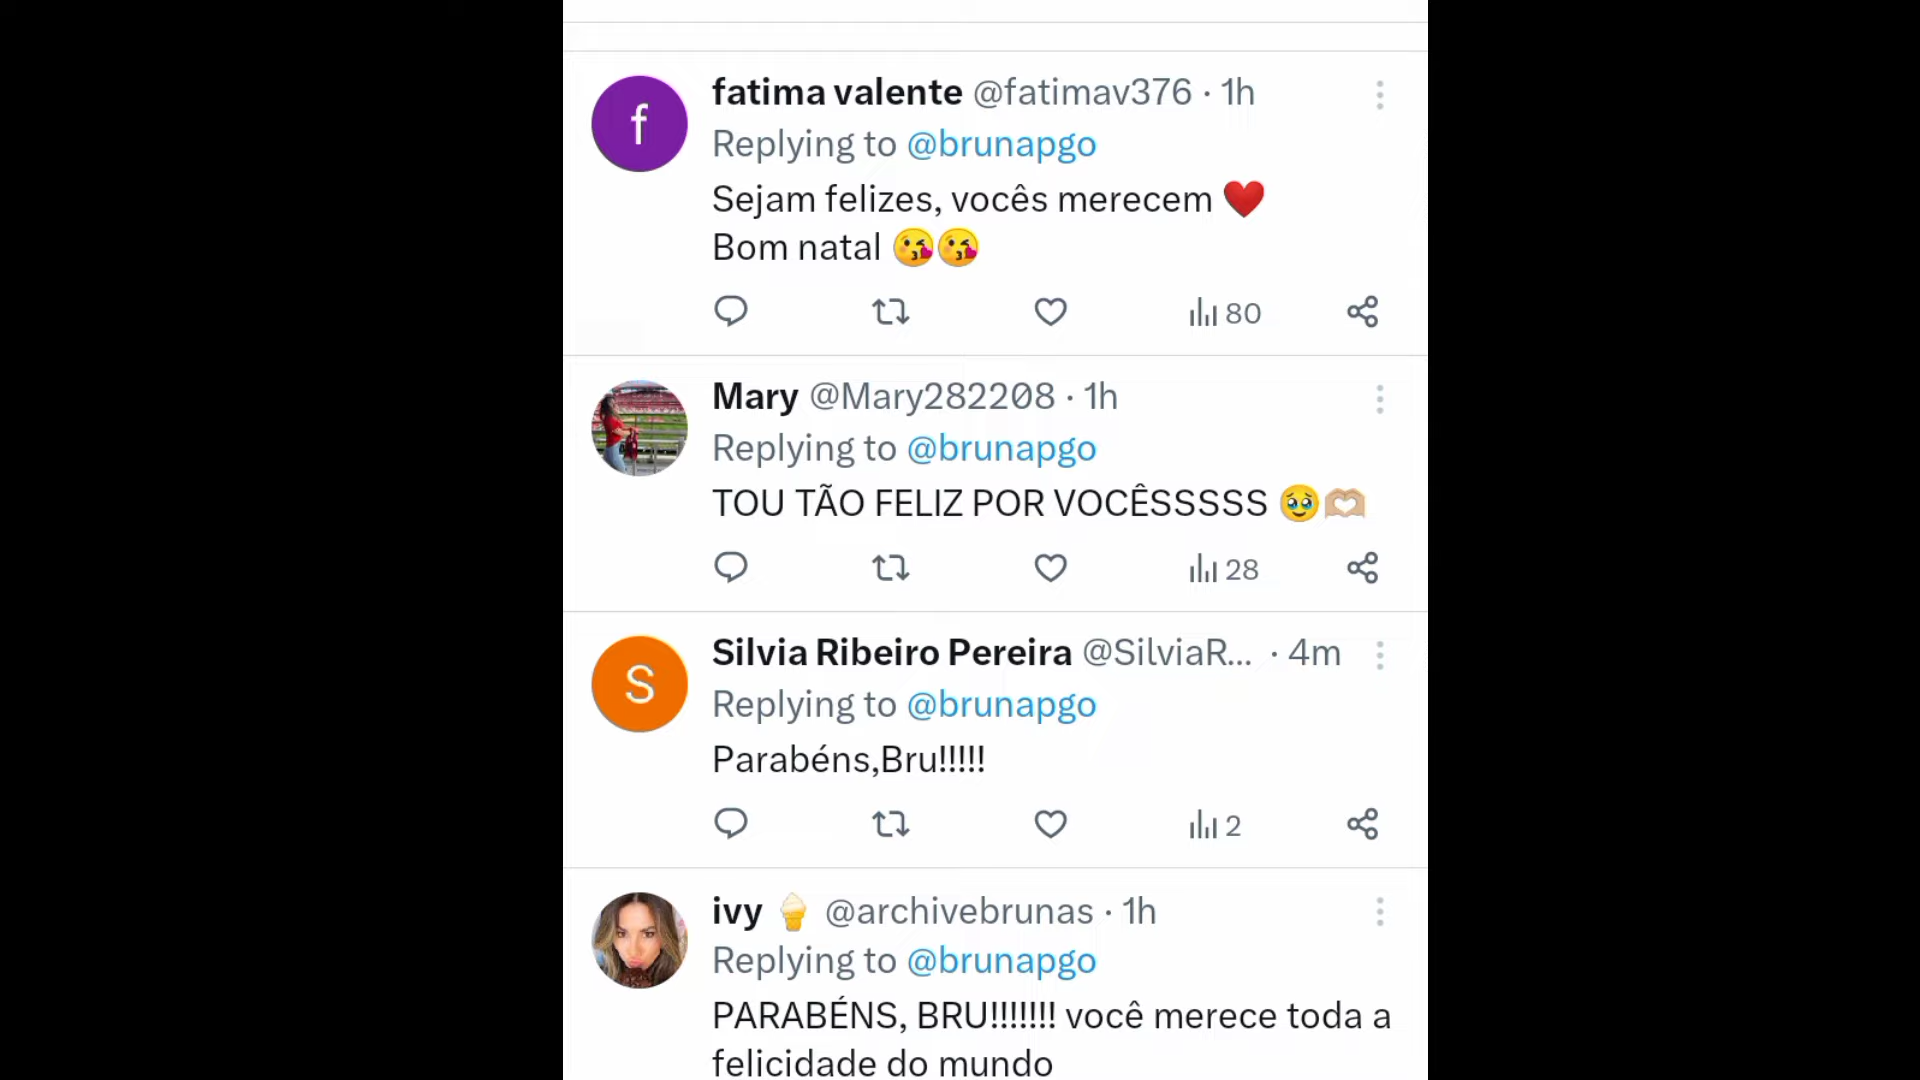 fatima valente @fatimav376 · 1h
Replying to @brunapgo
Sejam felizes, vocês merecem ❤️
Bom natal 😘😘
80
Mary @Mary282208 · 1h
Replying to @brunapgo
TOU TÃO FELIZ POR VOCÊSSSSS 🥹🫶🏼
28
Silvia Ribeiro Pereira @SilviaR... · 4m
Replying to @brunapgo
Parabéns,Bru!!!!!
2
ivy 🍦 @archivebrunas · 1h
Replying to @brunapgo
PARABÉNS, BRU!!!!!!! você merece toda a
felicidade do mundo